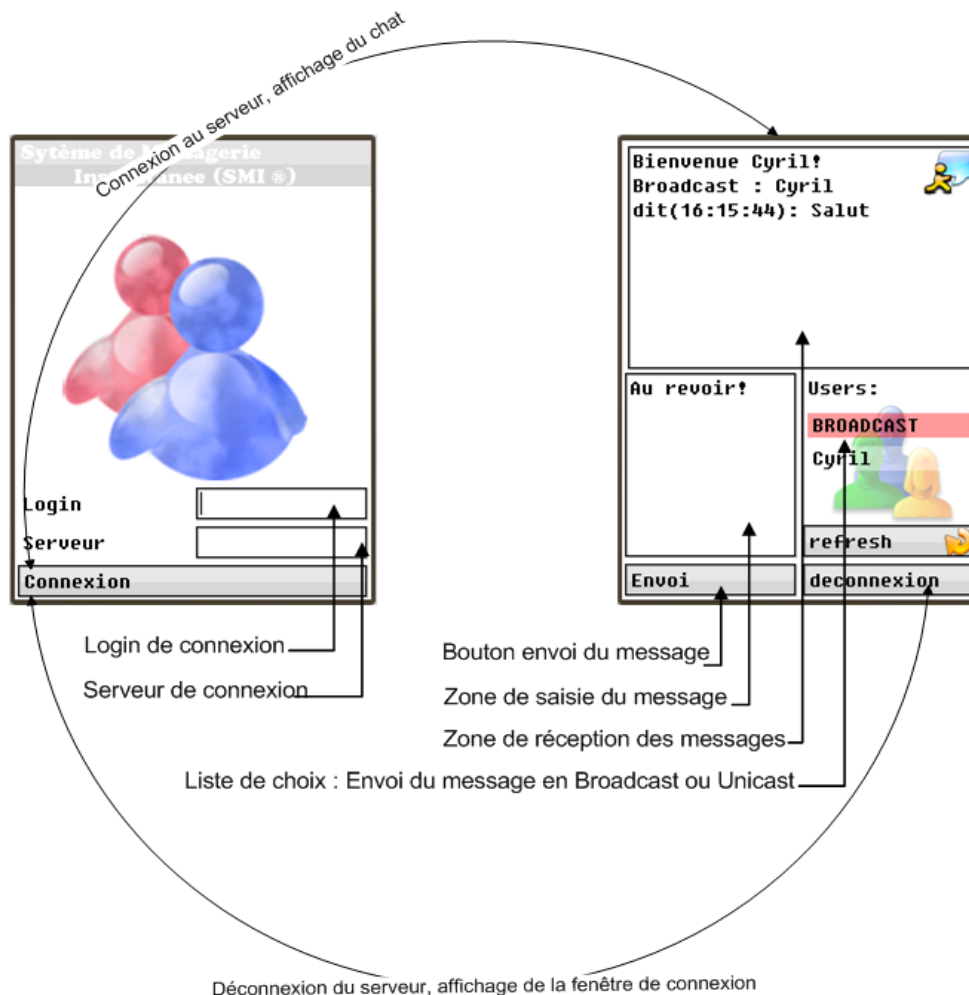 Connexion au serveur, affichage du chat
Sytème de Messagerie
Instantanee (SMI ®)
Login
Serveur
Connexion
Bienvenue Cyril!
Broadcast : Cyril
dit(16:15:44): Salut
Au revoir!
Users:
BROADCAST
Cyril
refresh
Envoi
deconnexion
Login de connexion
Serveur de connexion
Bouton envoi du message
Zone de saisie du message
Zone de réception des messages
Liste de choix : Envoi du message en Broadcast ou Unicast
Déconnexion du serveur, affichage de la fenêtre de connexion